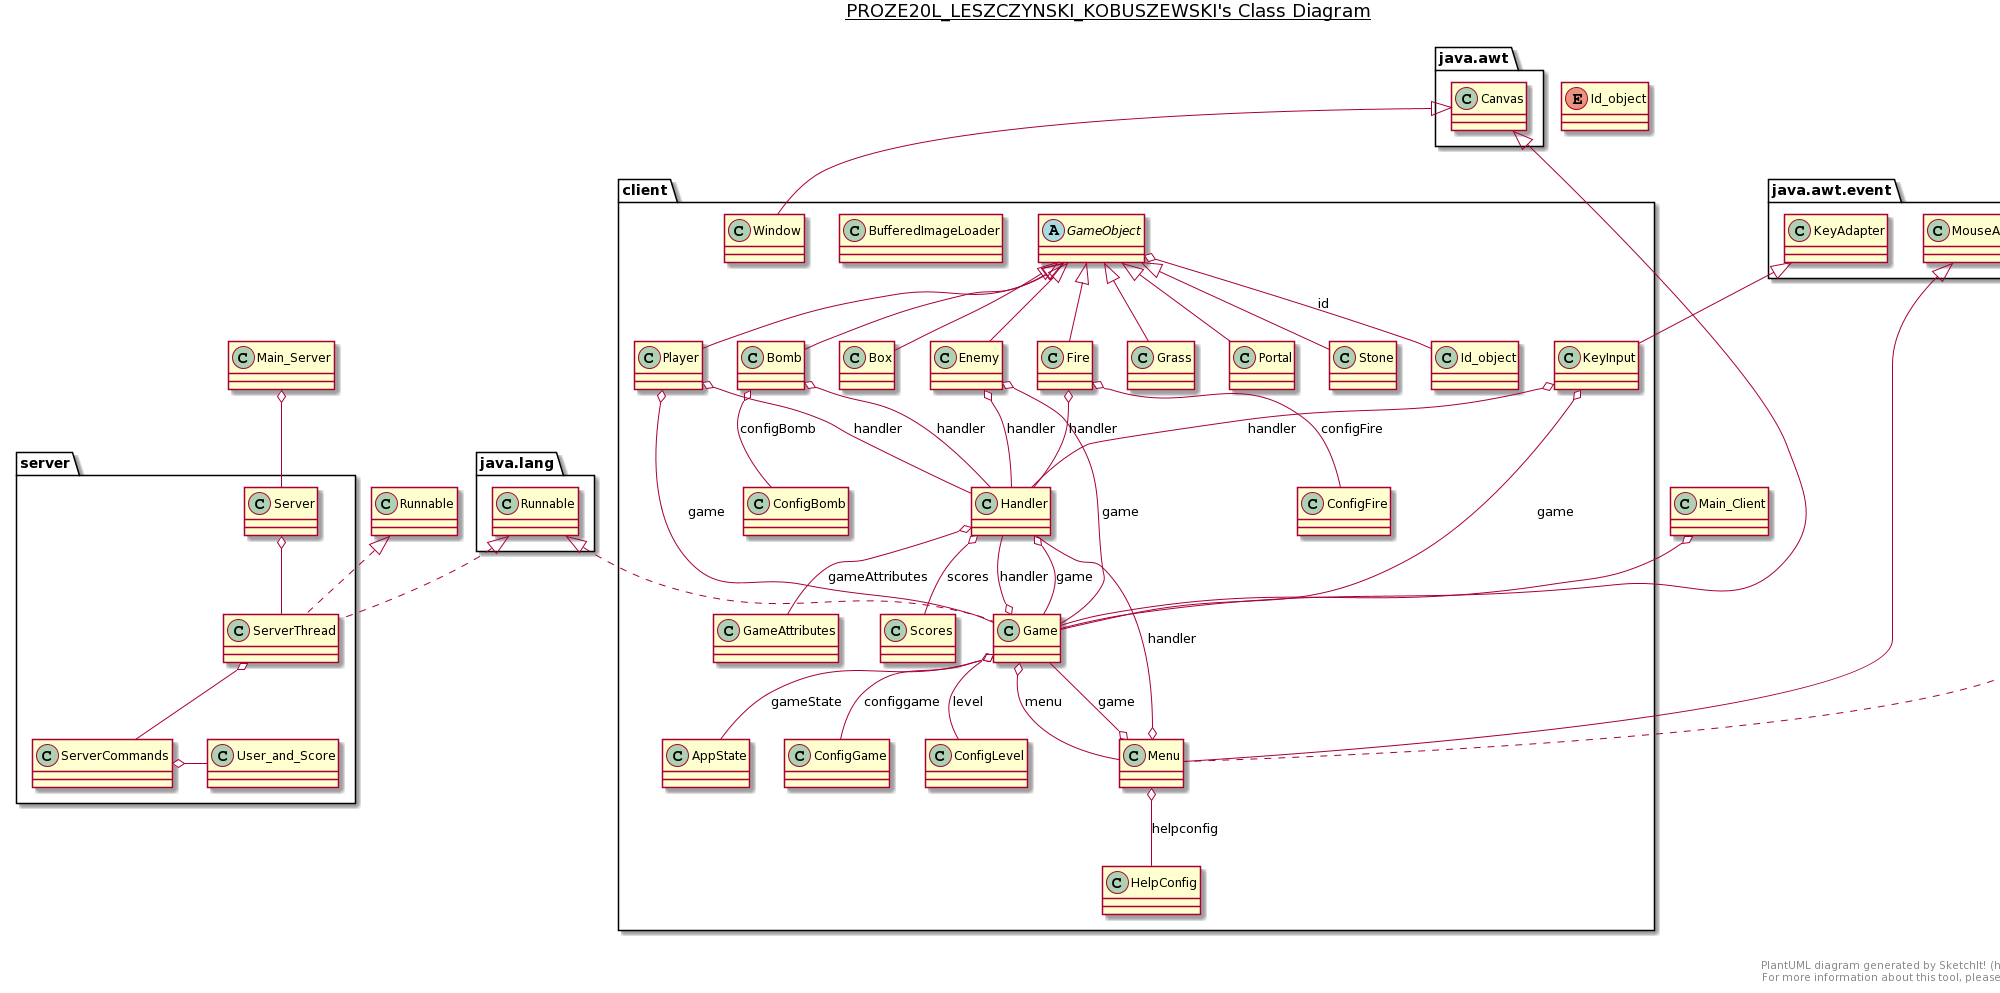 PROZE20L_LESZCZYNSKI_KOBUSZEWSKI's Class Diagram
java.awt
C Canvas
E Id_object
client
java.awt.event
C Window
C BufferedImageLoader
A GameObject
C KeyAdapter
C MouseA
id
C Main_Server
C Player
C Bomb
C Box
C Enemy
C Fire
C Grass
C Portal
C Stone
C Id_object
C KeyInput
configBomb
handler
handler
handler
handler
handler
configFire
server
java.lang
C Server
C Runnable
C Runnable
game
C ConfigBomb
C Handler
game
C ConfigFire
game
C Main_Client
gameAttributes
scores
handler
game
C ServerThread
C GameAttributes
C Scores
C Game
handler
gameState
configgame
level
menu
game
C ServerCommands
C User_and_Score
C AppState
C ConfigGame
C ConfigLevel
C Menu
helpconfig
C HelpConfig
PlantUML diagram generated by SketchIt! (h
For more information about this tool, please